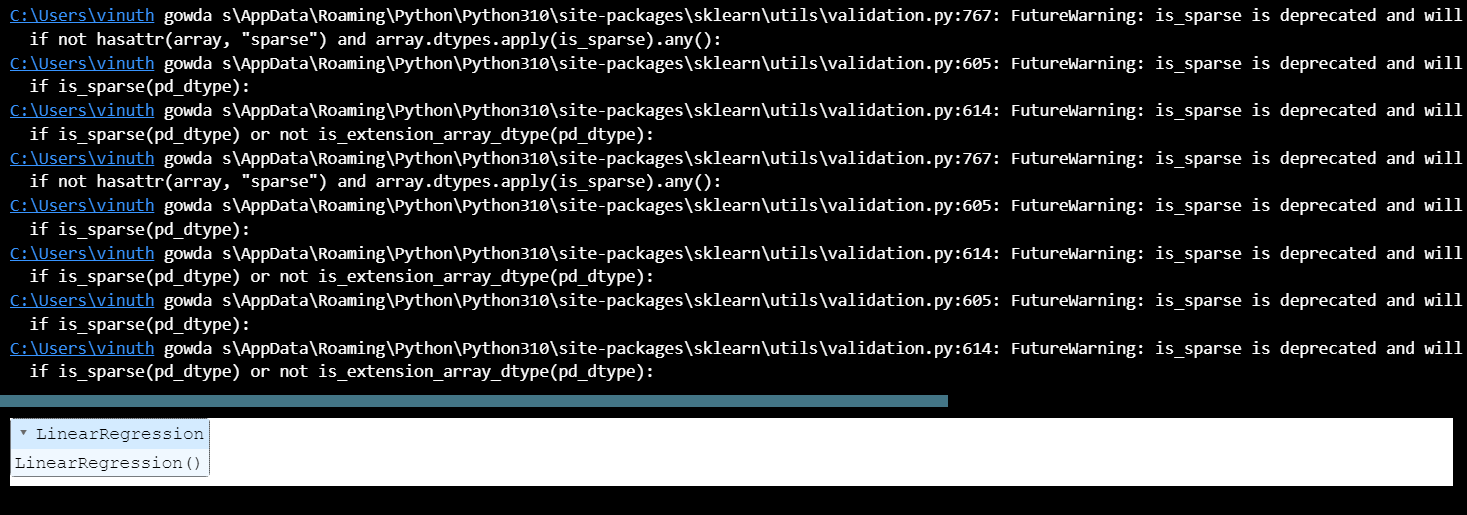 C:\Users\vinuth gowda s\AppData\Roaming\Python\Python310\site-packages\sklearn\utils\validation.py:767: FutureWarning: is_sparse is deprecated and will
if not hasattr(array, "sparse") and array.dtypes.apply(is_sparse).any():
C:\Users\vinuth gowda s\AppData\Roaming\Python\Python310\site-packages\sklearn\utils\validation.py:605: FutureWarning: is_sparse is deprecated and will
if is_sparse(pd_dtype):
C:\Users\vinuth gowda s\AppData\Roaming\Python\Python310\site-packages\sklearn\utils\validation.py:614: FutureWarning: is_sparse is deprecated and will
if is_sparse(pd_dtype) or not is_extension_array_dtype(pd_dtype):
C:\Users\vinuth gowda s\AppData\Roaming\Python\Python310\site-packages\sklearn\utils\validation.py:767: FutureWarning: is_sparse is deprecated and will
if not hasattr(array, "sparse") and array.dtypes.apply(is_sparse).any():
C:\Users\vinuth gowda s\AppData\Roaming\Python\Python310\site-packages\sklearn\utils\validation.py:605: FutureWarning: is_sparse is deprecated and will
if is_sparse(pd_dtype):
C:\Users\vinuth gowda s\AppData\Roaming\Python\Python310\site-packages\sklearn\utils\validation.py:614: FutureWarning: is_sparse is deprecated and will
if is_sparse(pd_dtype) or not is_extension_array_dtype(pd_dtype):
C:\Users\vinuth gowda s\AppData\Roaming\Python\Python310\site-packages\sklearn\utils\validation.py:605: FutureWarning: is_sparse is deprecated and will
if is_sparse(pd_dtype):
C:\Users\vinuth gowda s\AppData\Roaming\Python\Python310\site-packages\sklearn\utils\validation.py:614: FutureWarning: is_sparse is deprecated and will
if is_sparse(pd_dtype) or not is_extension_array_dtype(pd_dtype):
LinearRegression
LinearRegression()